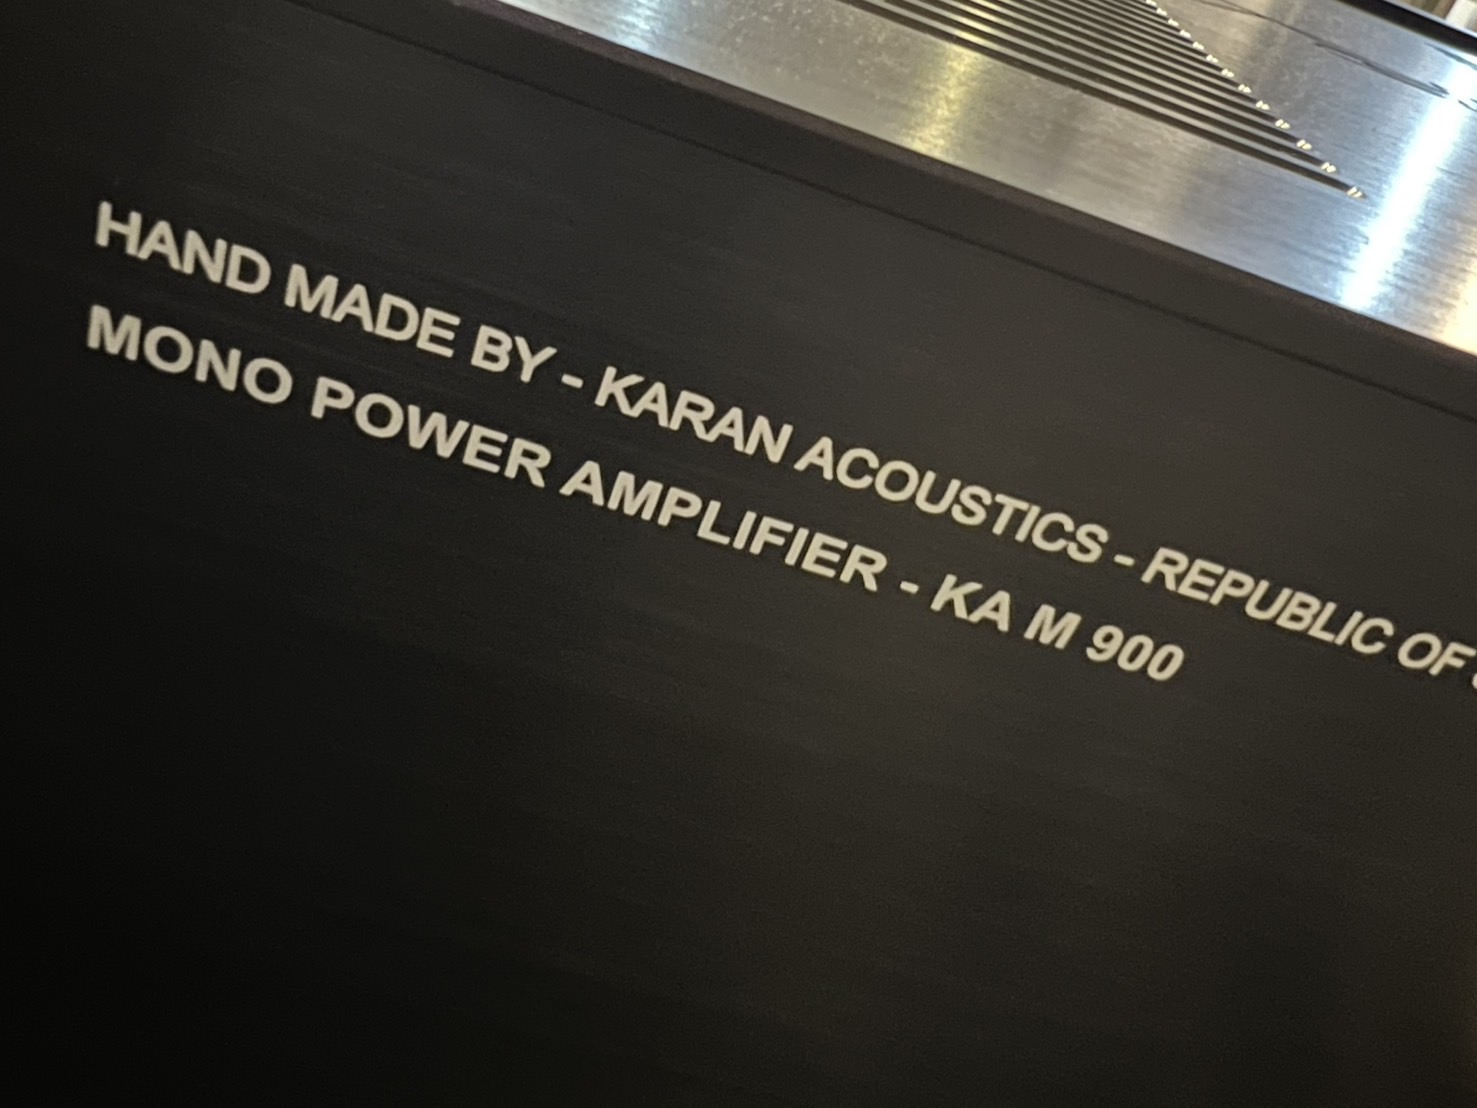 HAND MADE BY - KARAN ACOUSTICS - REPUBLIC OF
MONO POWER AMPLIFIER - KA M 900